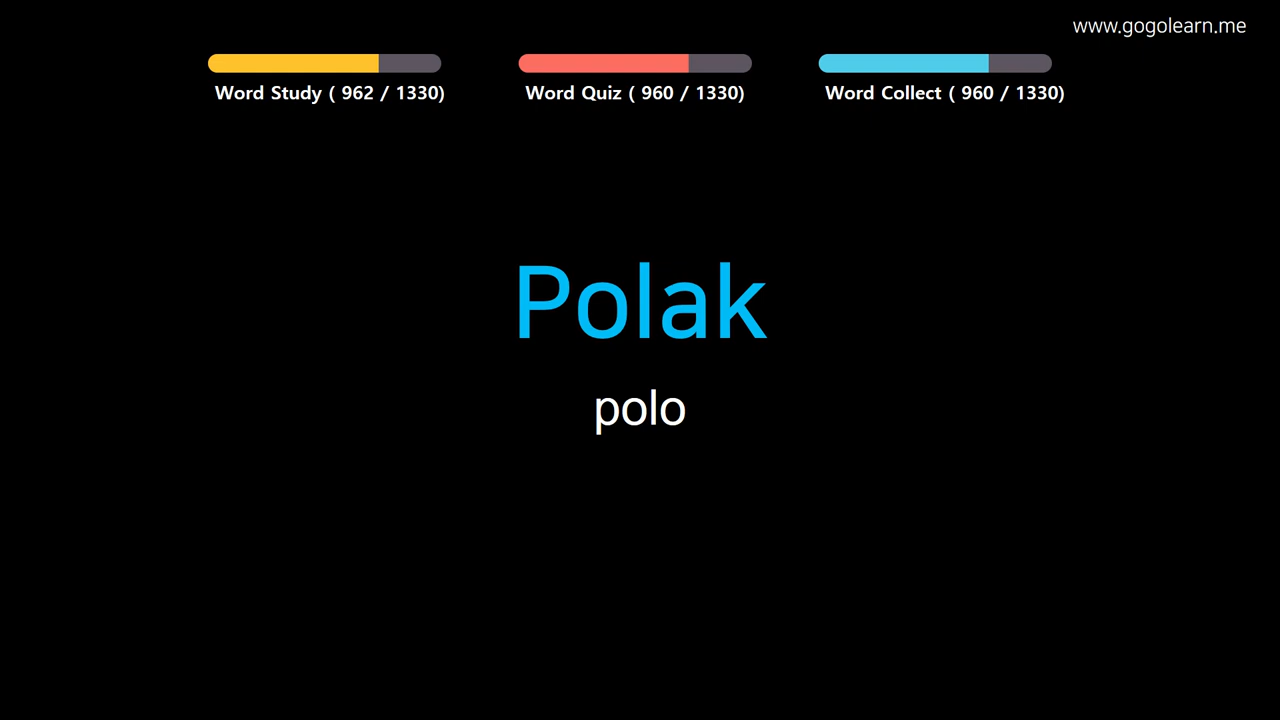 www.gogolearn.me
Word Study ( 962 / 1330)
Word Quiz ( 960 / 1330)
Word Collect ( 960 / 1330)
Polak
polo